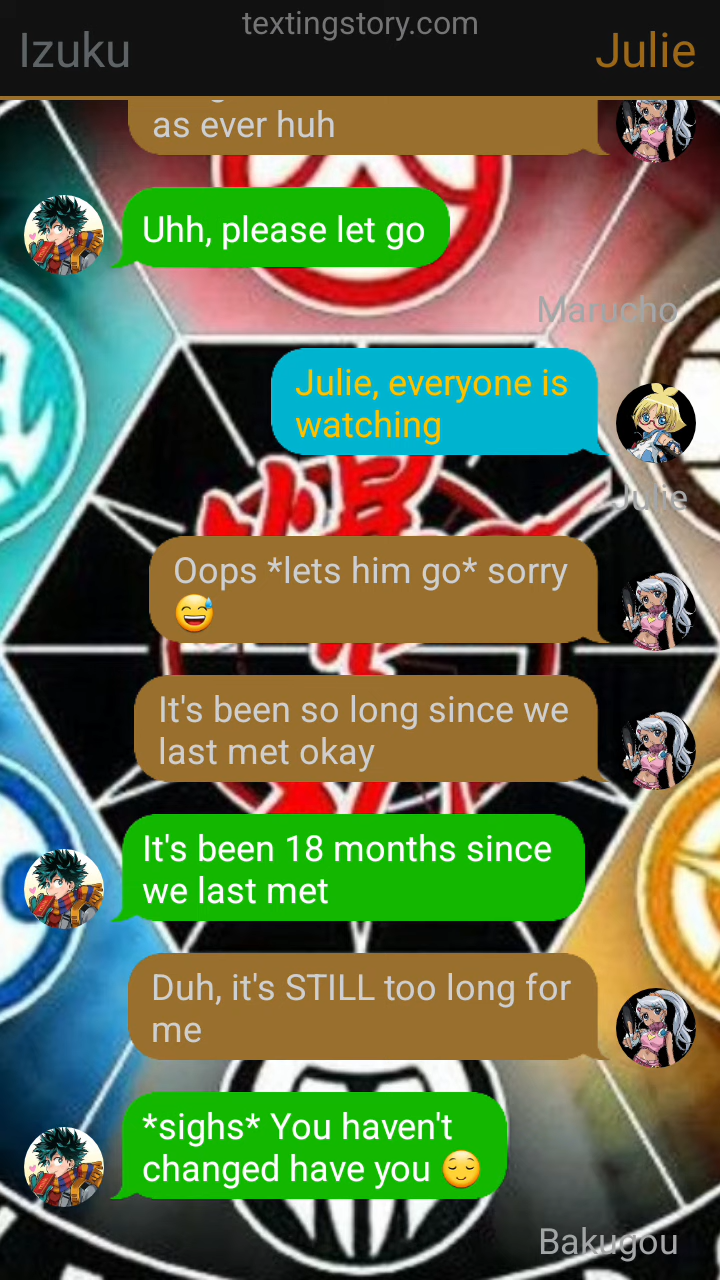 textingstory.com
Izuku
Julie
as ever huh
Uhh, please let go
Marucho
Julie, everyone is
watching
Julie
Oops *lets him go* sorry
😅
It's been so long since we
last met okay
It's been 18 months since
we last met
Duh, it's STILL too long for
me
*sighs* You haven't
changed have you 😌
Bakugou